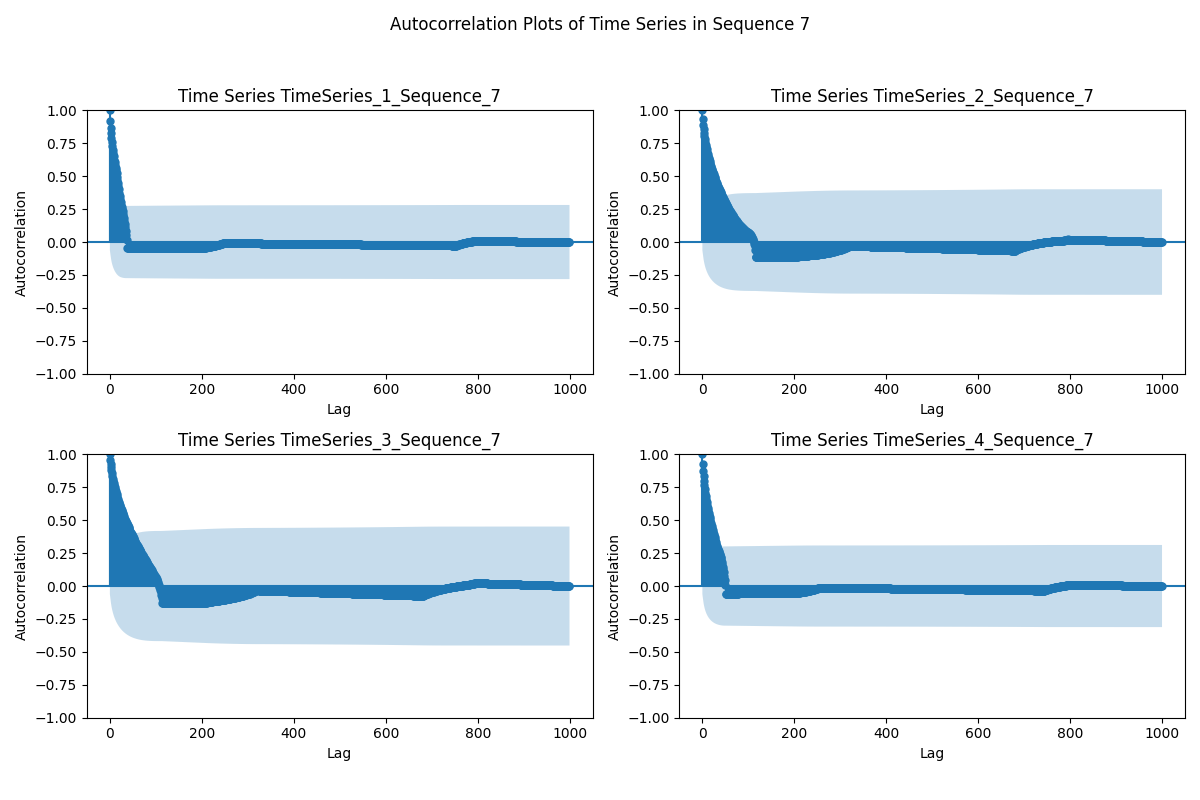 Autocorrelation Plots of Time Series in Sequence 7
Time Series TimeSeries_1_Sequence_7
1.00
0.75
0.50
0.25
0.00
−0.25
−0.50
−0.75
−1.00
Autocorrelation
0 200 400 600 800 1000
Lag
Time Series TimeSeries_2_Sequence_7
1.00
0.75
0.50
0.25
0.00
−0.25
−0.50
−0.75
−1.00
Autocorrelation
0 200 400 600 800 1000
Lag
Time Series TimeSeries_3_Sequence_7
1.00
0.75
0.50
0.25
0.00
−0.25
−0.50
−0.75
−1.00
Autocorrelation
0 200 400 600 800 1000
Lag
Time Series TimeSeries_4_Sequence_7
1.00
0.75
0.50
0.25
0.00
−0.25
−0.50
−0.75
−1.00
Autocorrelation
0 200 400 600 800 1000
Lag